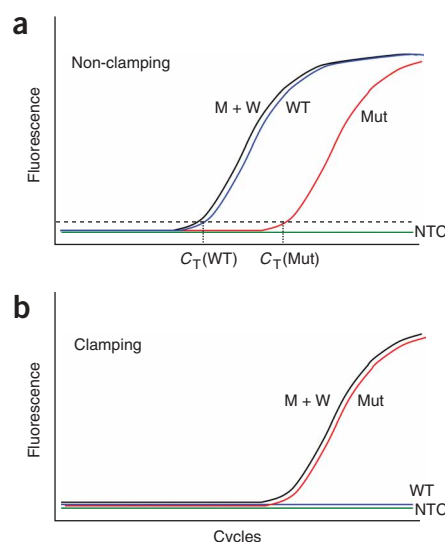 a
Non-clamping
Fluorescence
M + W
WT
Mut
NTC
CT(WT)
CT(Mut)
b
Clamping
Fluorescence
M + W
Mut
WT
NTC
Cycles